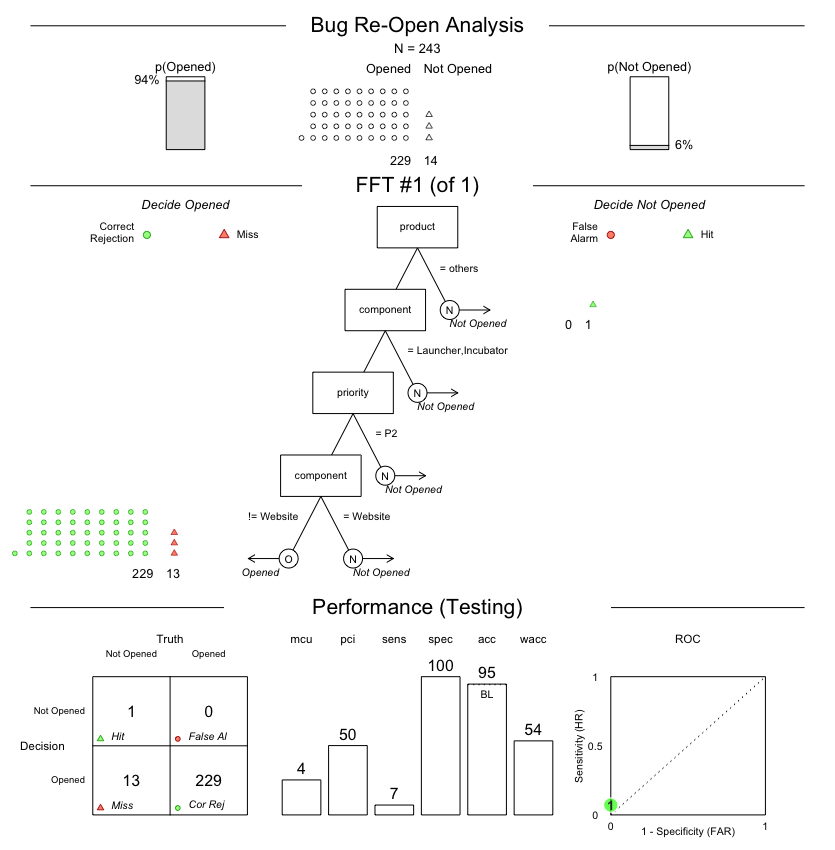 Bug Re-Open Analysis
N = 243
p(Opened)
Opened Not Opened
p(Not Opened)
94%
6%
229 14
FFT #1 (of 1)
Decide Opened
Decide Not Opened
Correct
Rejection
Miss
False
Alarm
Hit
product
= others
component
N
Not Opened
0 1
= Launcher,Incubator
priority
N
Not Opened
= P2
component
N
Not Opened
!= Website
= Website
O
N
Opened
Not Opened
229 13
Performance (Testing)
Truth
Not Opened
Opened
mcu
pci
sens
spec
acc
wacc
ROC
Decision
Not Opened
1
Hit
0
False Al
Opened
13
Miss
229
Cor Rej
4
50
7
100
95
BL
54
Sensitivity (HR)
1
0.5
0
1
0
1
1 - Specificity (FAR)